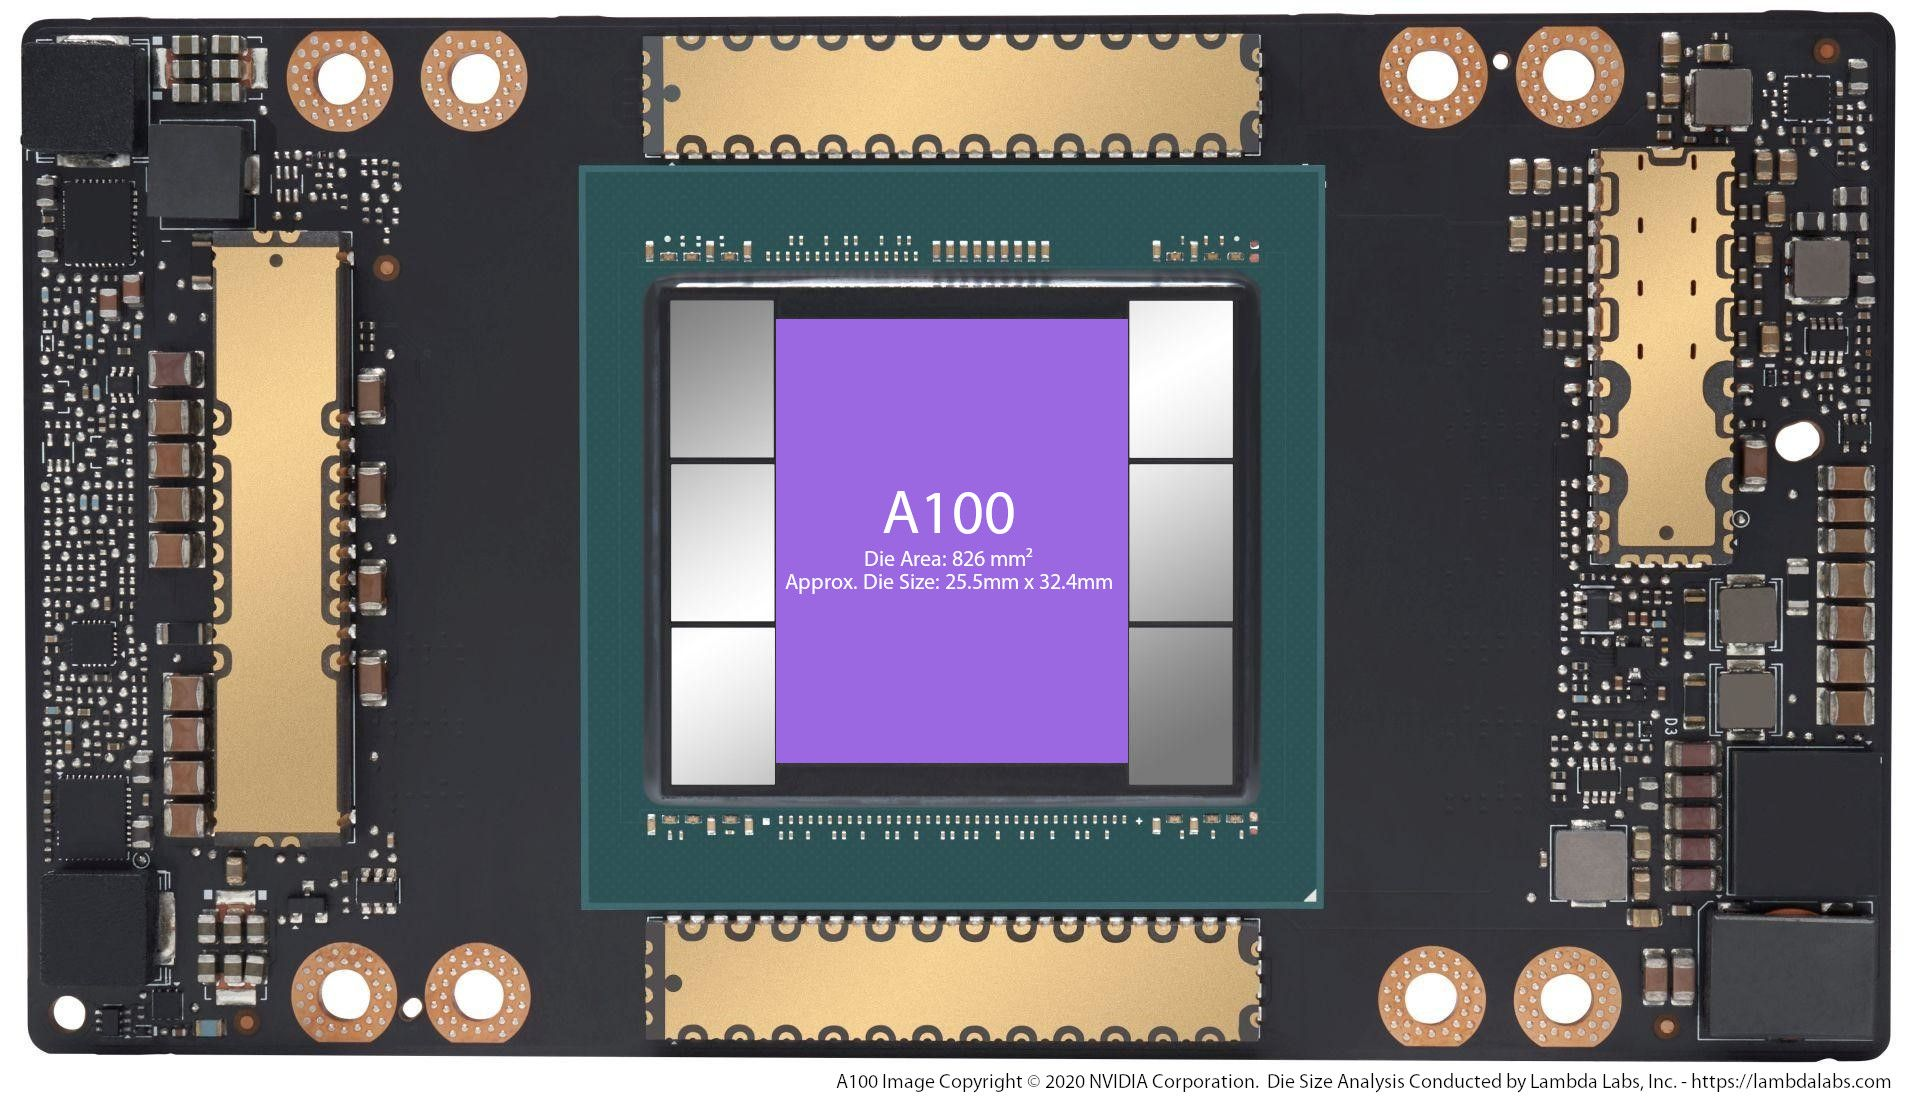 A100
Die Area: 826 mm²
Approx. Die Size: 25.5mm x 32.4mm
D3
A100 Image Copyright © 2020 NVIDIA Corporation.  Die Size Analysis Conducted by Lambda Labs, Inc. - https://lambdalabs.com